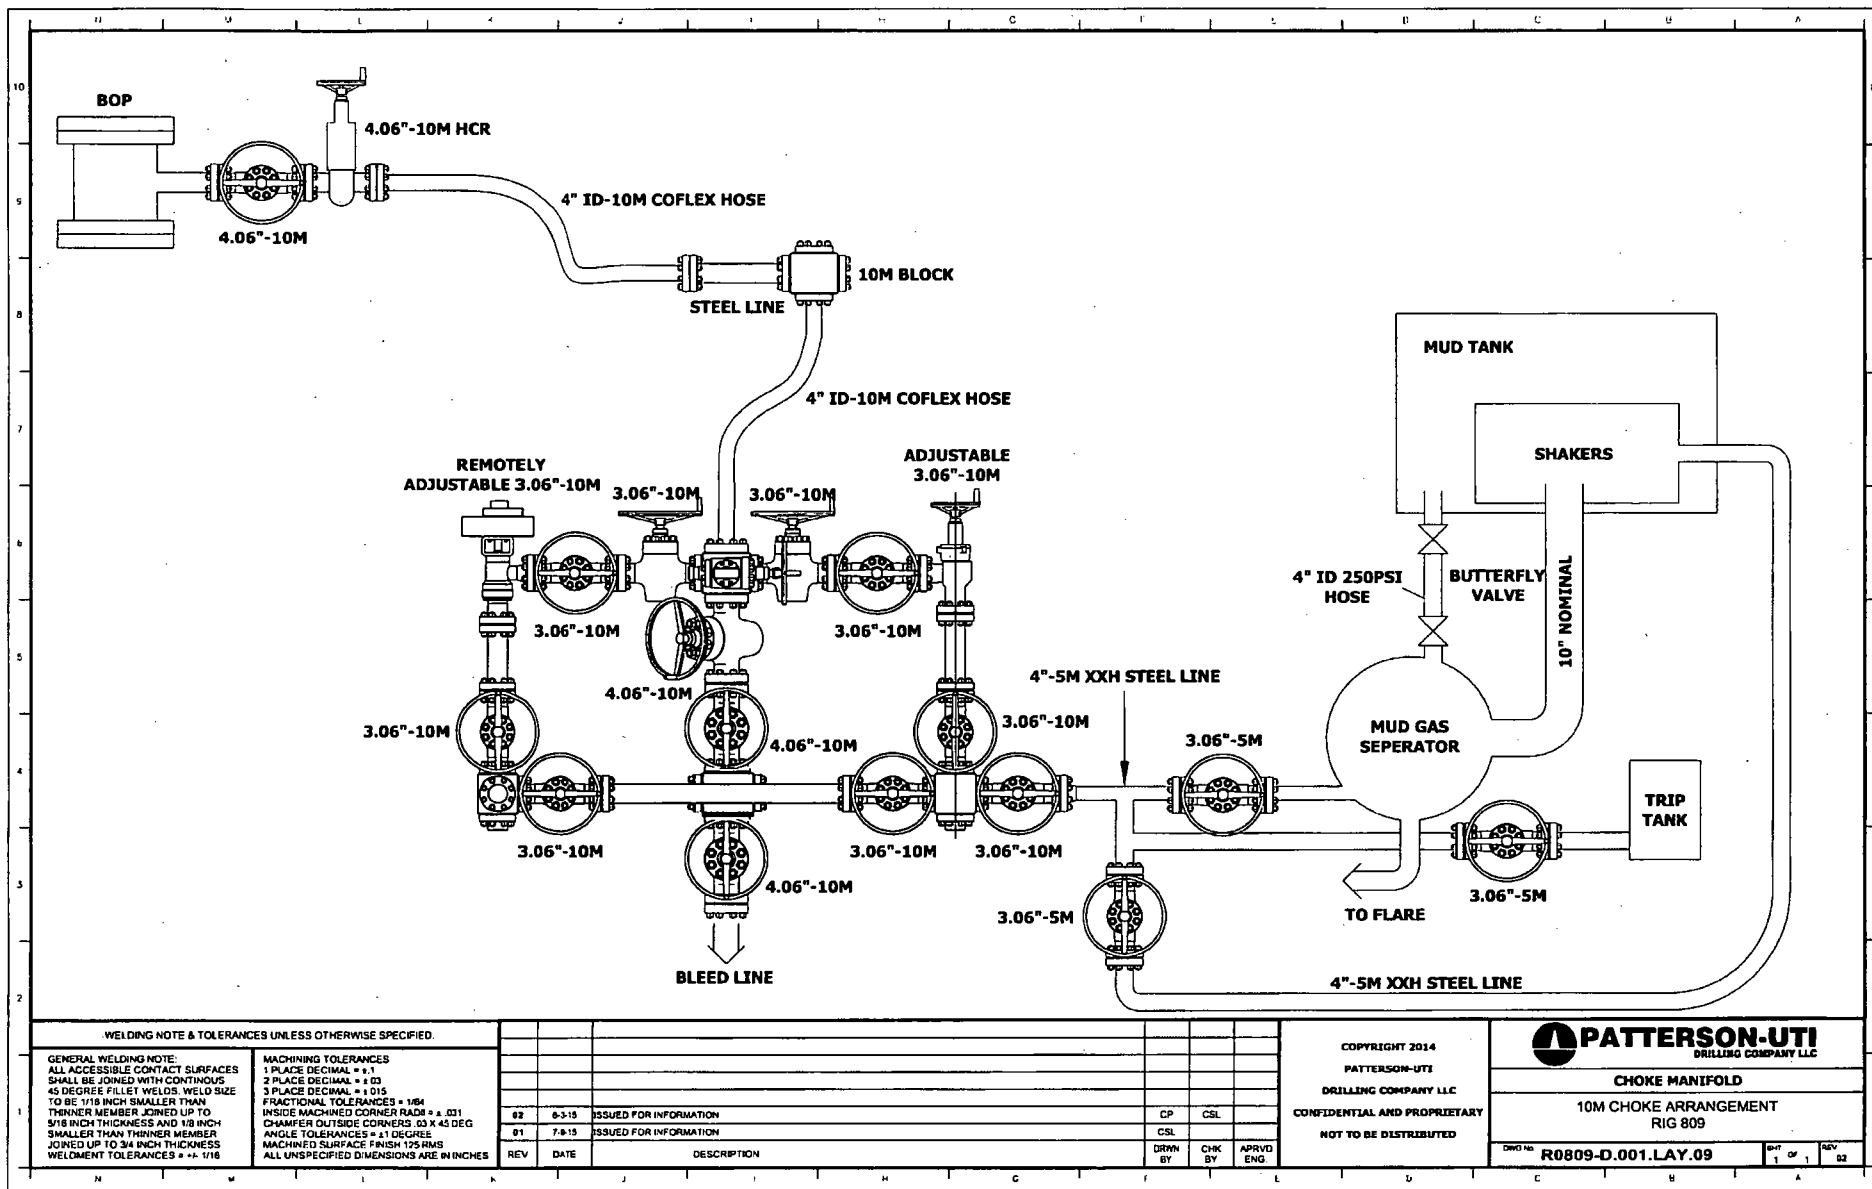 BOP
4.06"-10M HCR
4" ID-10M COFLEX HOSE
4.06"-10M
10M BLOCK
STEEL LINE
4" ID-10M COFLEX HOSE
MUD TANK
SHAKERS
REMOTELY
ADJUSTABLE 3.06"-10M
3.06"-10M
3.06"-10M
ADJUSTABLE
3.06"-10M
4" ID 250PSI
HOSE
BUTTERFLY
VALVE
10" NOMINAL
3.06"-10M
3.06"-10M
4.06"-10M
4"-5M XXH STEEL LINE
3.06"-10M
4.06"-10M
3.06"-10M
3.06"-5M
MUD GAS
SEPERATOR
TRIP
TANK
3.06"-10M
3.06"-10M
3.06"-10M
4.06"-10M
3.06"-5M
3.06"-5M
TO FLARE
BLEED LINE
4"-5M XXH STEEL LINE
WELDING NOTE & TOLERANCES UNLESS OTHERWISE SPECIFIED.
GENERAL WELDING NOTE:
ALL ACCESSIBLE CONTACT SURFACES
SHALL BE JOINED WITH CONTINOUS
45 DEGREE FILLET WELDS. WELD SIZE
TO BE 1/16 INCH SMALLER THAN
THINNER MEMBER JOINED UP TO
5/16 INCH THICKNESS AND 1/8 INCH
SMALLER THAN THINNER MEMBER
JOINED UP TO 3/4 INCH THICKNESS
WELDMENT TOLERANCES = +/- 1/16
MACHINING TOLERANCES
1 PLACE DECIMAL = ±.1
2 PLACE DECIMAL = ±.03
3 PLACE DECIMAL = ±.015
FRACTIONAL TOLERANCES = 1/64
INSIDE MACHINED CORNER RADII = ± .031
CHAMFER OUTSIDE CORNERS .03 X 45 DEG
ANGLE TOLERANCES = ±1 DEGREE
MACHINED SURFACE FINISH 125 RMS
ALL UNSPECIFIED DIMENSIONS ARE IN INCHES
02 6-3-15 ISSUED FOR INFORMATION CP CSL
01 ISSUED FOR INFORMATION CSL
REV DATE DESCRIPTION DRWN BY CHK BY APRVD ENG.
COPYRIGHT 2014
PATTERSON-UTI
DRILLING COMPANY LLC
CONFIDENTIAL AND PROPRIETARY
NOT TO BE DISTRIBUTED
PATTERSON-UTI
DRILLING COMPANY LLC
CHOKE MANIFOLD
10M CHOKE ARRANGEMENT
RIG 809
DWG No R0809-D.001.LAY.09
SHT 1 OF 1
REV 02